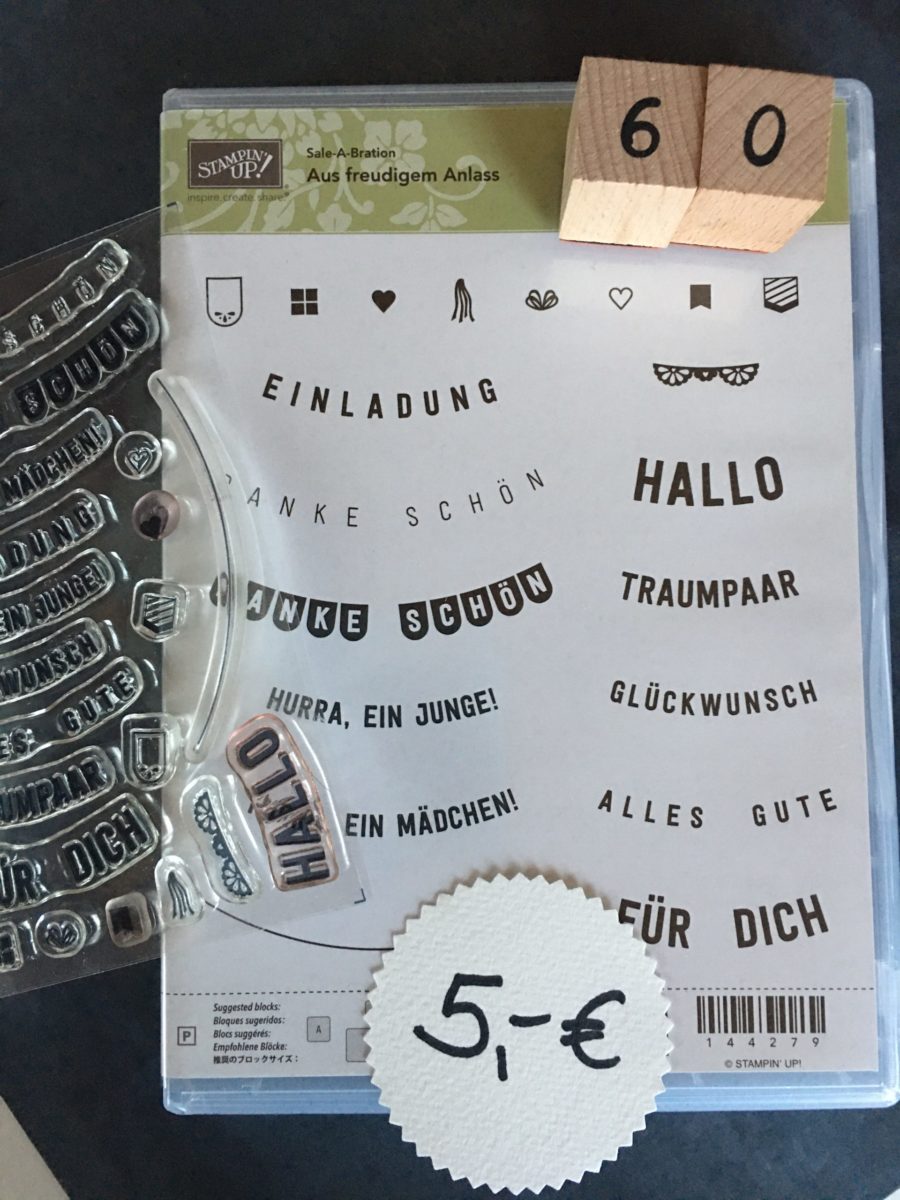 6 0
STAMPIN' UP!
inspire. create. share.®
Sale-A-Bration
Aus freudigem Anlass
EINLADUNG
ANKE SCHÖN
HALLO
ANKE SCHÖN
TRAUMPAAR
HURRA, EIN JUNGE!
GLÜCKWUNSCH
EIN MÄDCHEN!
ALLES GUTE
FÜR DICH
SCHÖN
SCHÖN
MÄDCHEN!
DUNG
EIN JUNGE!
WUNSCH
ES GUTE
UMPAAR
ÜR DICH
HALLO
P
Suggested blocks:
Bloques sugeridos:
Blocs suggérés:
Empfohlene Blöcke:
推奨のブロックサイズ:
A
5,-€
144279
© STAMPIN' UP!